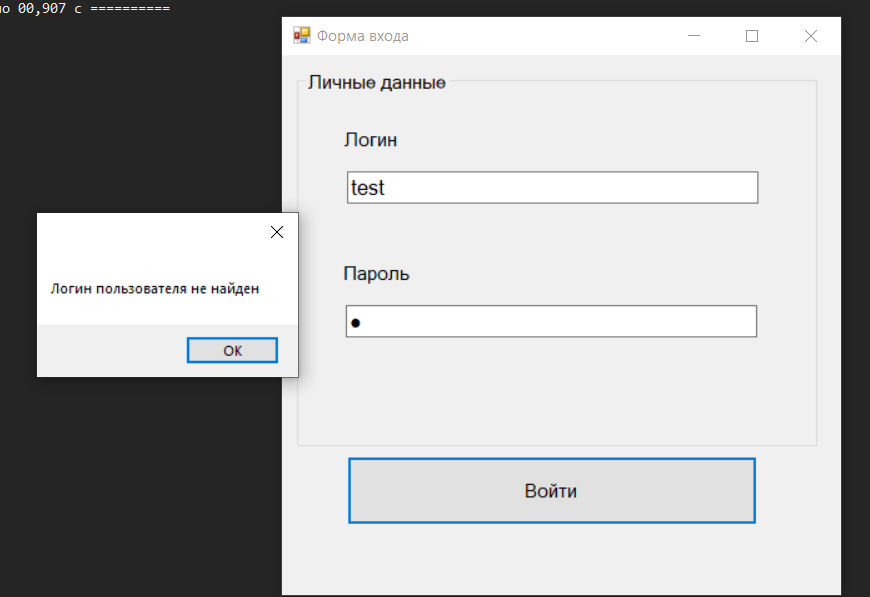 но 00,907 с ==========
Форма входа
Личные данные
Логин
test
Логин пользователя не найден
OK
Пароль
●
Войти